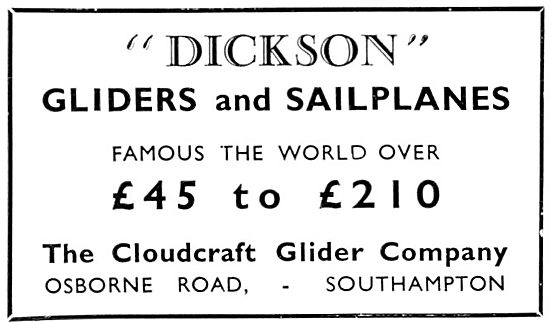 "DICKSON"
GLIDERS and SAILPLANES
FAMOUS THE WORLD OVER
£45 to £210
The Cloudcraft Glider Company
OSBORNE ROAD, - SOUTHAMPTON